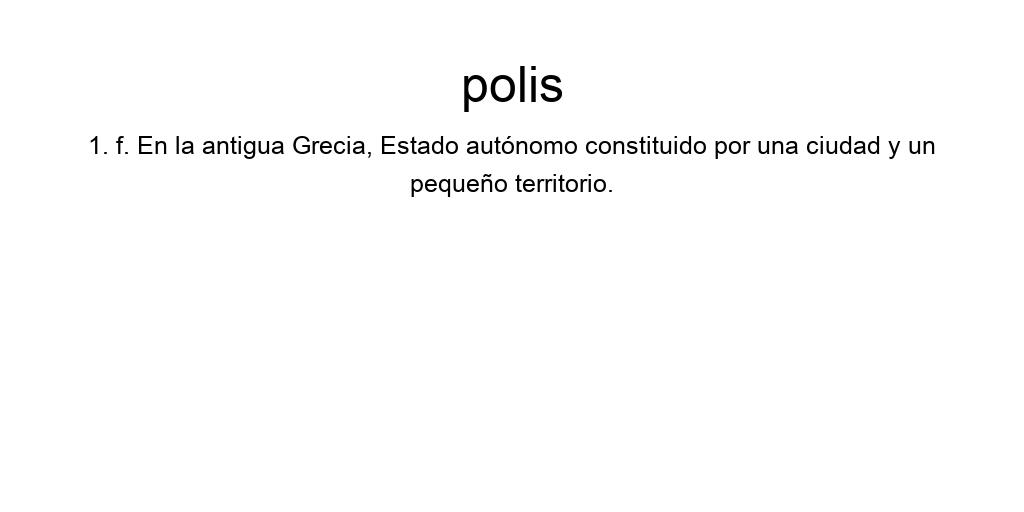 polis
1. f. En la antigua Grecia, Estado autónomo constituido por una ciudad y un
pequeño territorio.